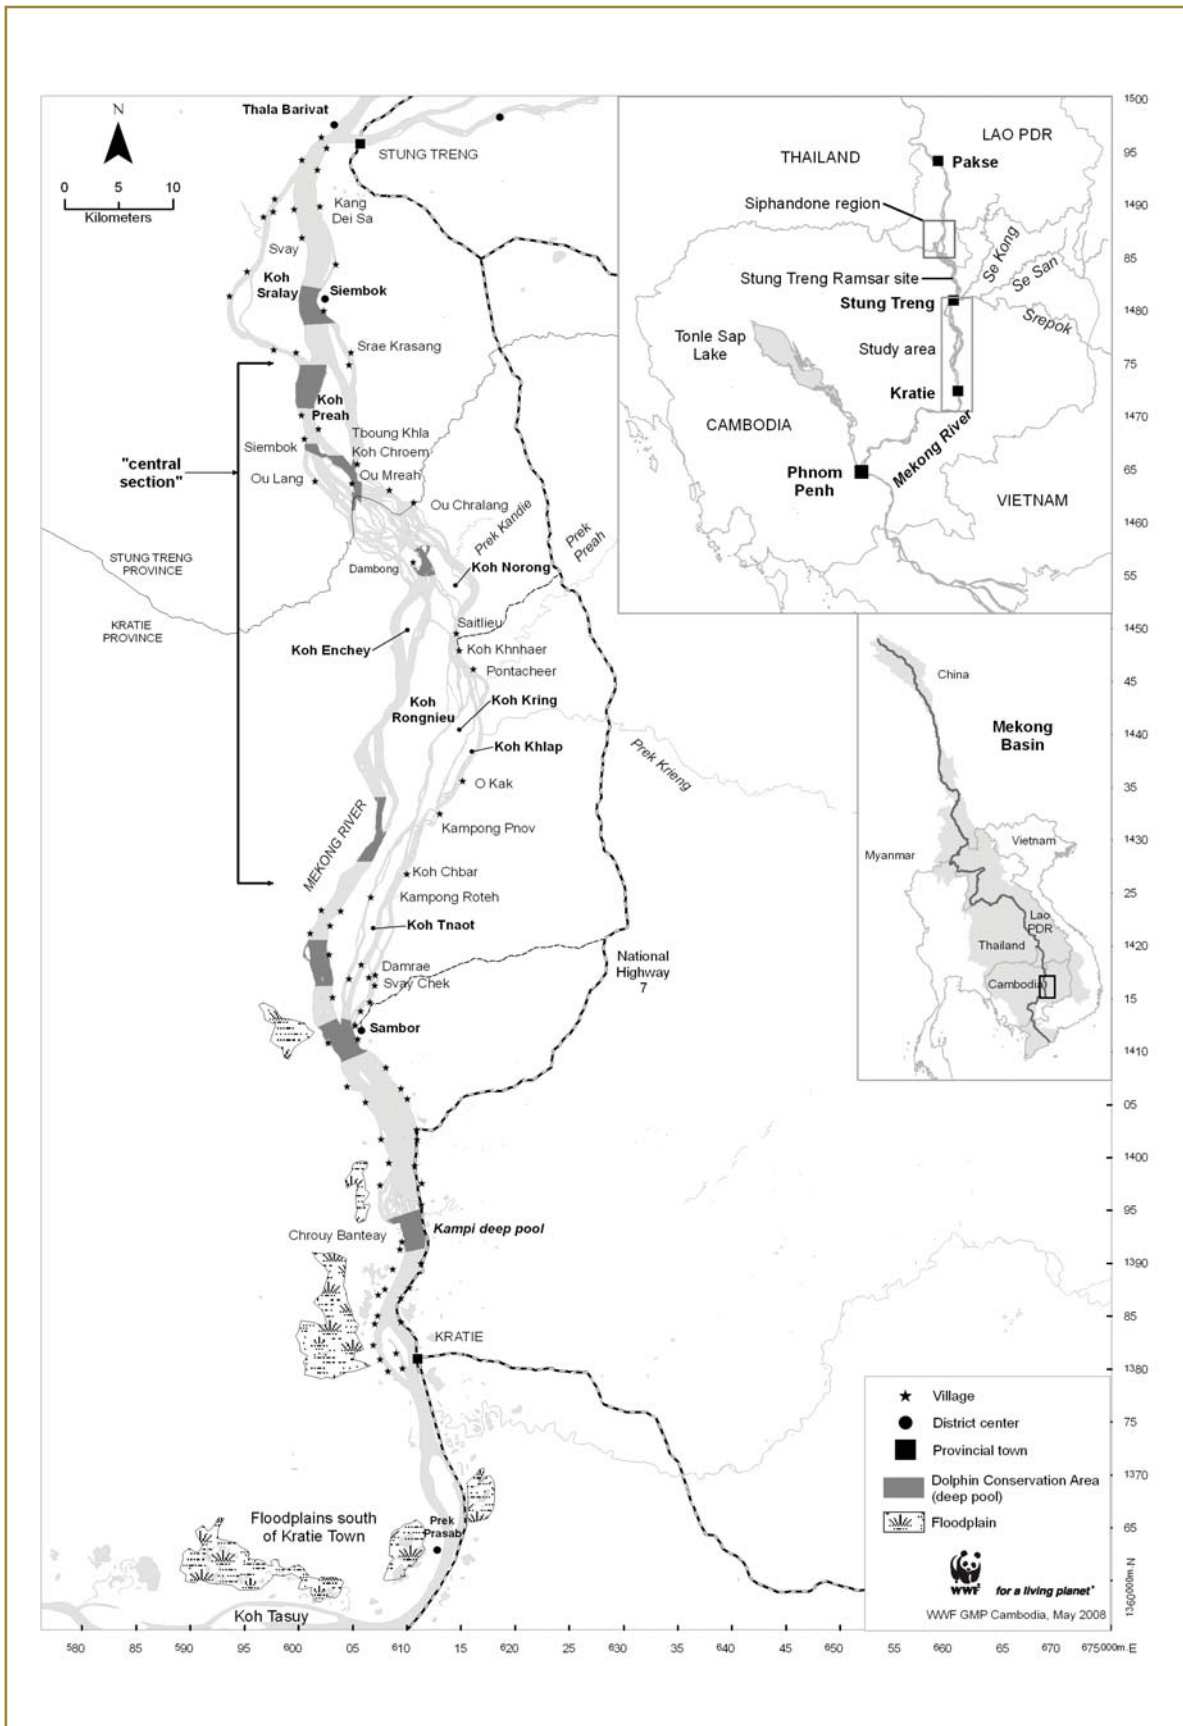 N
0 5 10
Kilometers
Thala Barivat
STUNG TRENG
Kang
Dei Sa
Svay
Koh
Sralay
Siembok
Srae Krasang
Koh
Preah
Tboung Khla
Siembok
Koh Chroem
Ou Mreah
Ou Lang
Ou Chralang
"central
section"
Prek Kandie
Prek
Preah
STUNG TRENG
PROVINCE
Dambong
Koh Norong
KRATIE
PROVINCE
Saitlieu
Koh Enchey
Koh Khnhaer
Pontacheer
Koh
Rongnieu
Koh Kring
Koh Khlap
Prek Krieng
O Kak
MEKONG RIVER
Kampong Pnov
Koh Chbar
Kampong Roteh
Koh Tnaot
National
Highway
7
Damrae
Svay Chek
Sambor
Chrouy Banteay
Kampi deep pool
KRATIE
Floodplains south
of Kratie Town
Prek
Prasab
Koh Tasuy
LAO PDR
THAILAND
Pakse
Siphandone region
Se Kong
Se San
Stung Treng Ramsar site
Stung Treng
Srepok
Tonle Sap
Lake
Study area
Kratie
CAMBODIA
Mekong River
Phnom
Penh
VIETNAM
China
Mekong
Basin
Myanmar
Vietnam
Lao
PDR
Thailand
Cambodia
Village
District center
Provincial town
Dolphin Conservation Area
(deep pool)
Floodplain
WWF
for a living planet®
WWF GMP Cambodia, May 2008
1500
95
1490
85
1480
75
1470
65
1460
55
1450
45
1440
35
1430
25
1420
15
1410
05
1400
95
1390
85
1380
75
1370
65
1360000m.N
580 85 590 95 600 605 610 15 620 625 630 35 640 45 650 55 660 65 670 675000m. E